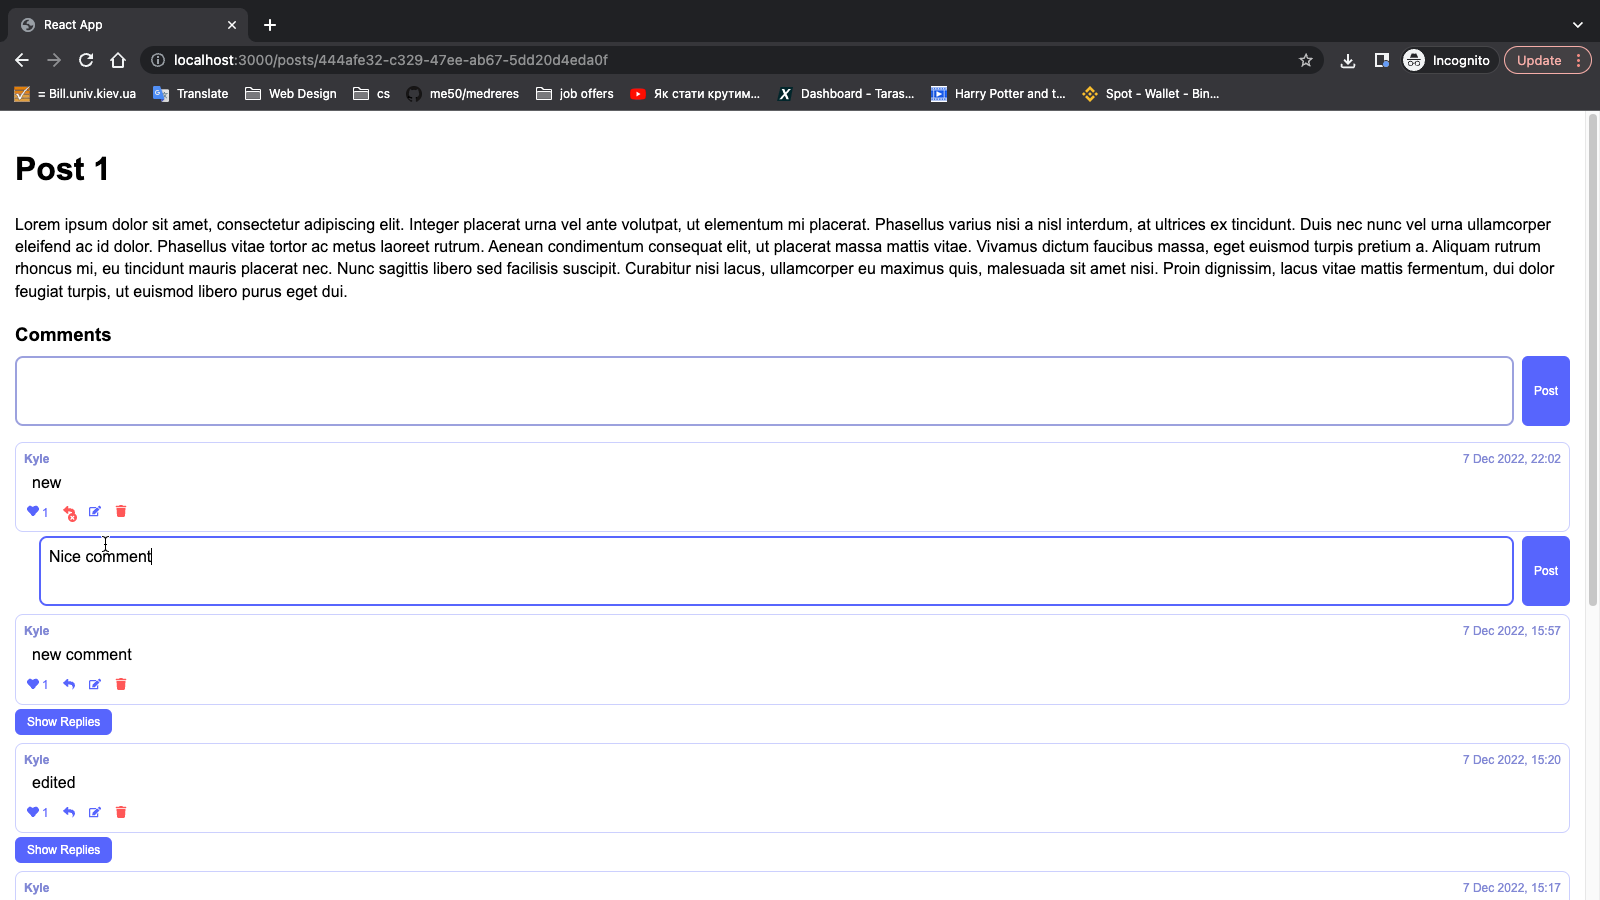 React App
localhost:3000/posts/444afe32-c329-47ee-ab67-5dd20d4eda0f
Incognito
Update
= Bill.univ.kiev.ua
Translate
Web Design
cs
me50/medreres
job offers
Як стати крутим...
Dashboard - Taras...
Harry Potter and t...
Spot - Wallet - Bin...
Post 1
Lorem ipsum dolor sit amet, consectetur adipiscing elit. Integer placerat urna vel ante volutpat, ut elementum mi placerat. Phasellus varius nisi a nisl interdum, at ultrices ex tincidunt. Duis nec nunc vel urna ullamcorper
eleifend ac id dolor. Phasellus vitae tortor ac metus laoreet rutrum. Aenean condimentum consequat elit, ut placerat massa mattis vitae. Vivamus dictum faucibus massa, eget euismod turpis pretium a. Aliquam rutrum
rhoncus mi, eu tincidunt mauris placerat nec. Nunc sagittis libero sed facilisis suscipit. Curabitur nisi lacus, ullamcorper eu maximus quis, malesuada sit amet nisi. Proin dignissim, lacus vitae mattis fermentum, dui dolor
feugiat turpis, ut euismod libero purus eget dui.
Comments
Post
Kyle
7 Dec 2022, 22:02
new
1
Nice comment
Post
Kyle
7 Dec 2022, 15:57
new comment
1
Show Replies
Kyle
7 Dec 2022, 15:20
edited
1
Show Replies
Kyle
7 Dec 2022, 15:17